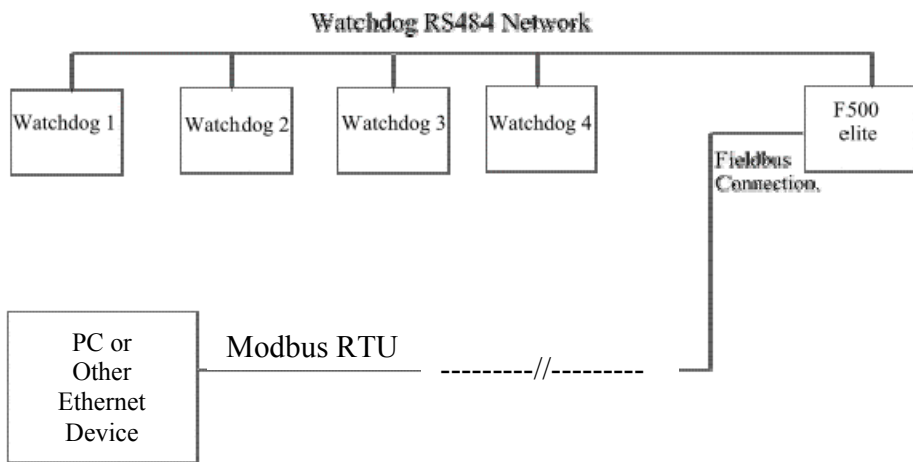 Watchdog RS484 Network
Watchdog 1
Watchdog 2
Watchdog 3
Watchdog 4
F500
elite
Fieldbus
Connection.
PC or
Other
Ethernet
Device
Modbus RTU
---------//---------